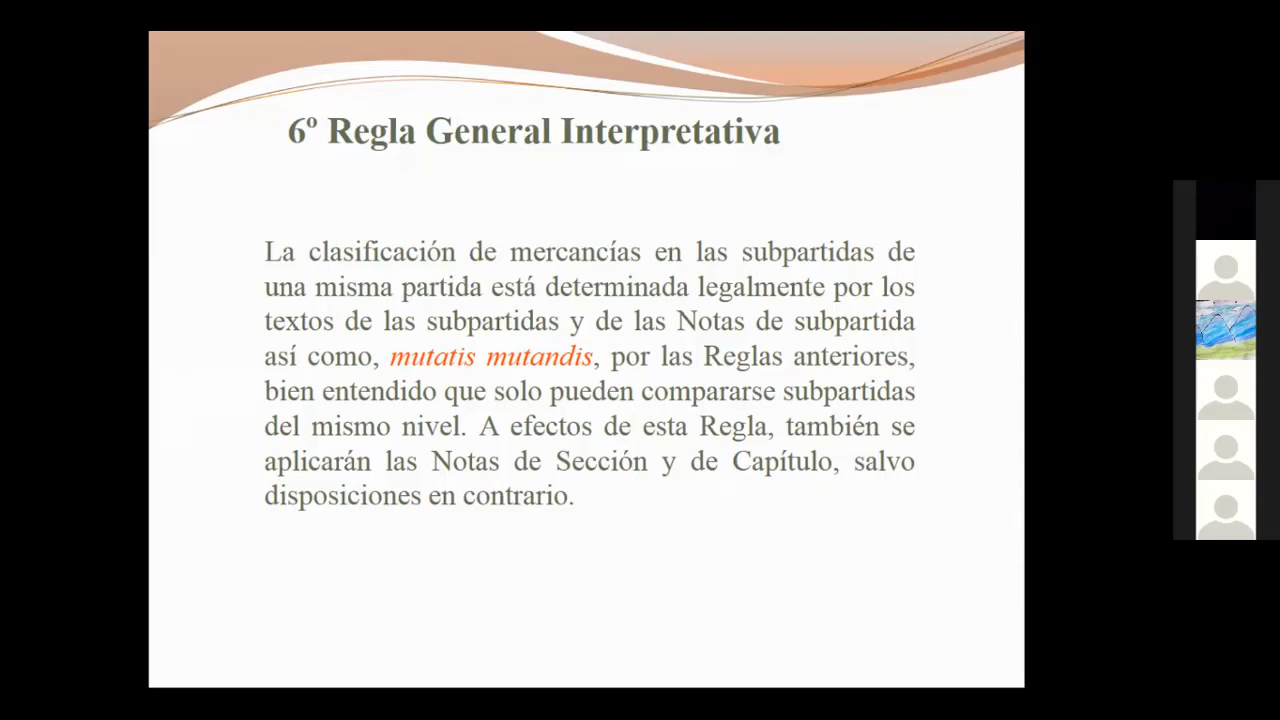 6º Regla General Interpretativa
La clasificación de mercancías en las subpartidas de
una misma partida está determinada legalmente por los
textos de las subpartidas y de las Notas de subpartida
así como, mutatis mutandis, por las Reglas anteriores,
bien entendido que solo pueden compararse subpartidas
del mismo nivel. A efectos de esta Regla, también se
aplicarán las Notas de Sección y de Capítulo, salvo
disposiciones en contrario.